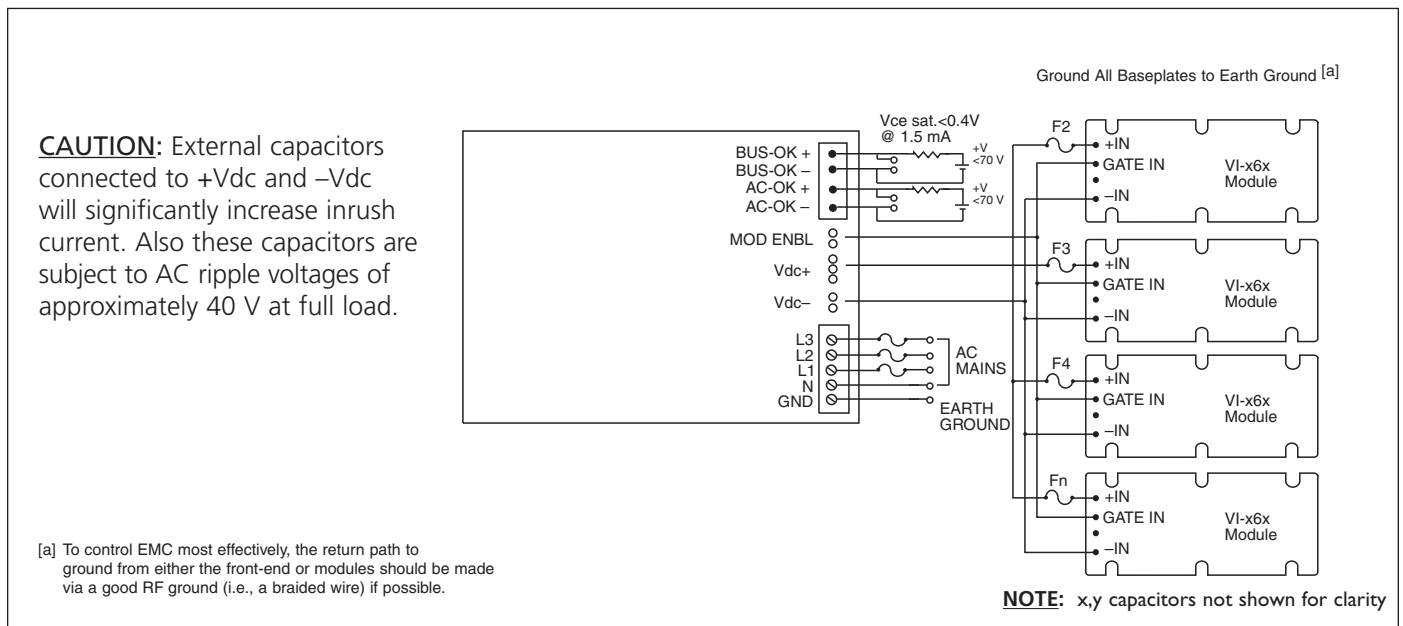 Ground All Baseplates to Earth Ground [a]
CAUTION: External capacitors
connected to +Vdc and –Vdc
will significantly increase inrush
current. Also these capacitors are
subject to AC ripple voltages of
approximately 40 V at full load.
Vce sat.<0.4V
@ 1.5 mA
BUS-OK +
BUS-OK –
AC-OK +
AC-OK –
+V
<70 V
+V
<70 V
MOD ENBL
Vdc+
Vdc–
L3
L2
L1
N
GND
AC
MAINS
EARTH
GROUND
F2
+IN
GATE IN
–IN
VI-x6x
Module
F3
+IN
GATE IN
–IN
VI-x6x
Module
F4
+IN
GATE IN
–IN
VI-x6x
Module
Fn
+IN
GATE IN
–IN
VI-x6x
Module
[a] To control EMC most effectively, the return path to
ground from either the front-end or modules should be made
via a good RF ground (i.e., a braided wire) if possible.
NOTE: x,y capacitors not shown for clarity